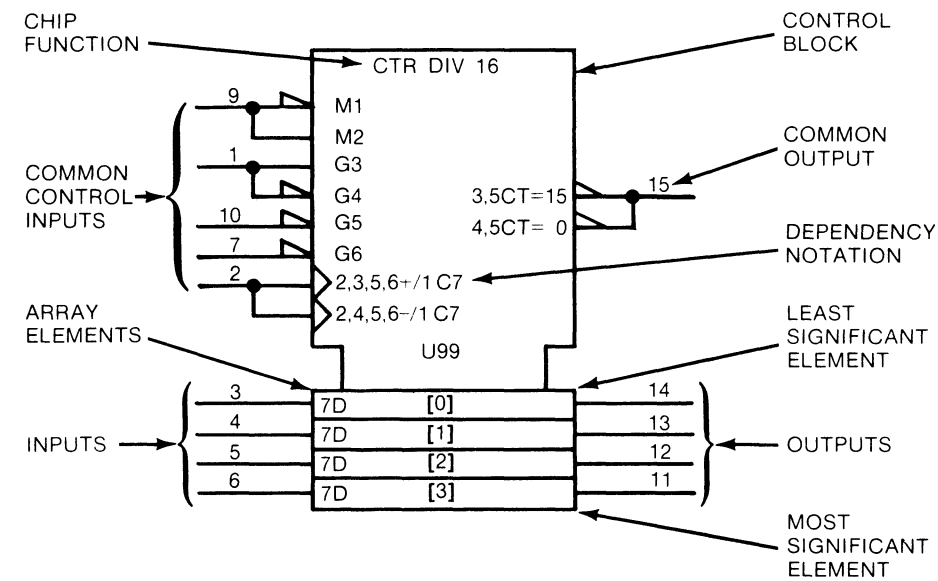 CHIP
FUNCTION
CONTROL
BLOCK
CTR DIV 16
9
M1
M2
1
G3
G4
10
G5
7
G6
2
2,3,5,6+/1 C7
2,4,5,6−/1 C7
COMMON
CONTROL
INPUTS
3,5CT=15
4,5CT= 0
15
COMMON
OUTPUT
DEPENDENCY
NOTATION
U99
ARRAY
ELEMENTS
LEAST
SIGNIFICANT
ELEMENT
INPUTS
3 7D [0] 14
4 7D [1] 13
5 7D [2] 12
6 7D [3] 11
OUTPUTS
MOST
SIGNIFICANT
ELEMENT